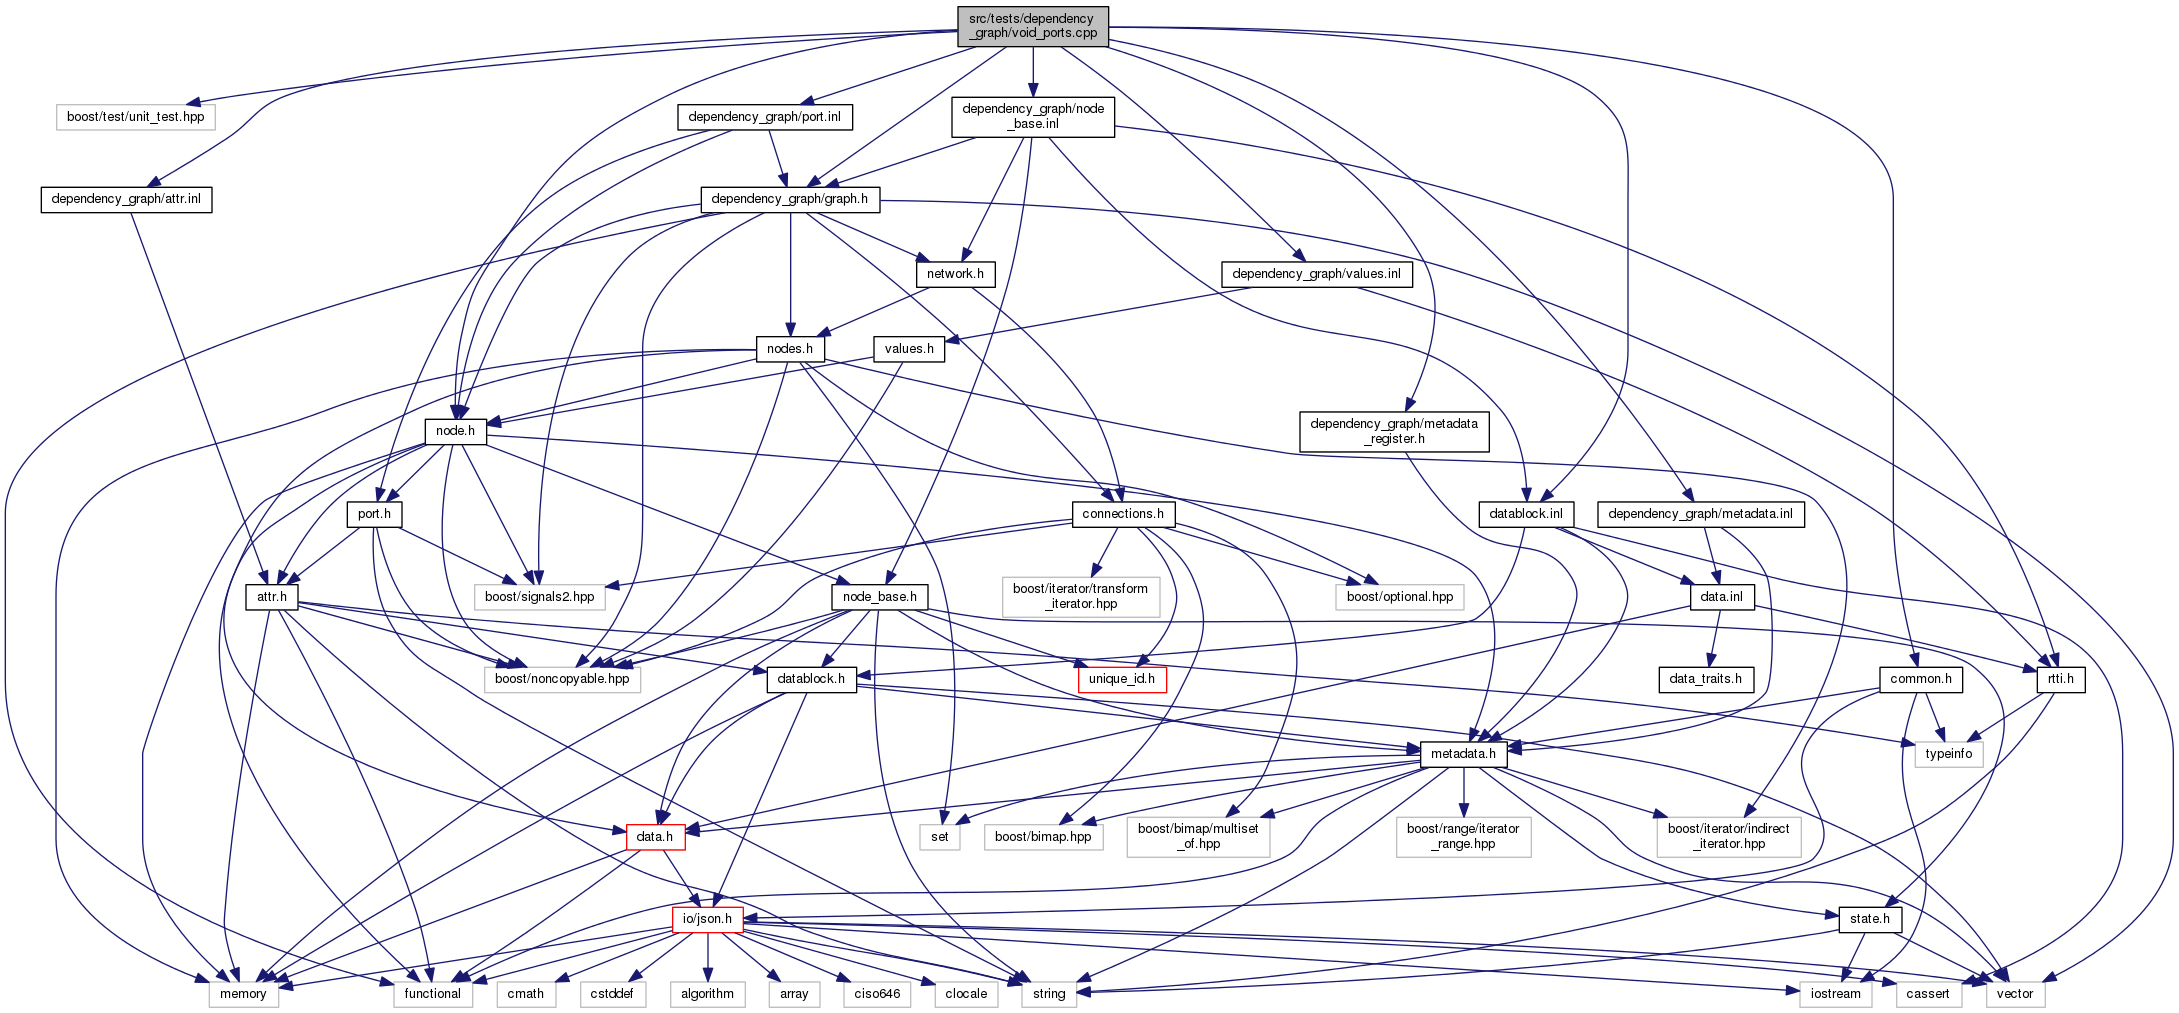 src/tests/dependency
_graph/void_ports.cpp
boost/test/unit_test.hpp
dependency_graph/port.inl
dependency_graph/node
_base.inl
dependency_graph/attr.inl
dependency_graph/graph.h
network.h
dependency_graph/values.inl
nodes.h
values.h
node.h
dependency_graph/metadata
_register.h
port.h
connections.h
datablock.inl
dependency_graph/metadata.inl
attr.h
boost/signals2.hpp
node_base.h
boost/iterator/transform
_iterator.hpp
boost/optional.hpp
data.inl
boost/noncopyable.hpp
datablock.h
unique_id.h
data_traits.h
common.h
rtti.h
metadata.h
typeinfo
data.h
set
boost/bimap.hpp
boost/bimap/multiset
_of.hpp
boost/range/iterator
_range.hpp
boost/iterator/indirect
_iterator.hpp
io/json.h
state.h
memory
functional
cmath
cstddef
algorithm
array
ciso646
clocale
string
iostream
cassert
vector